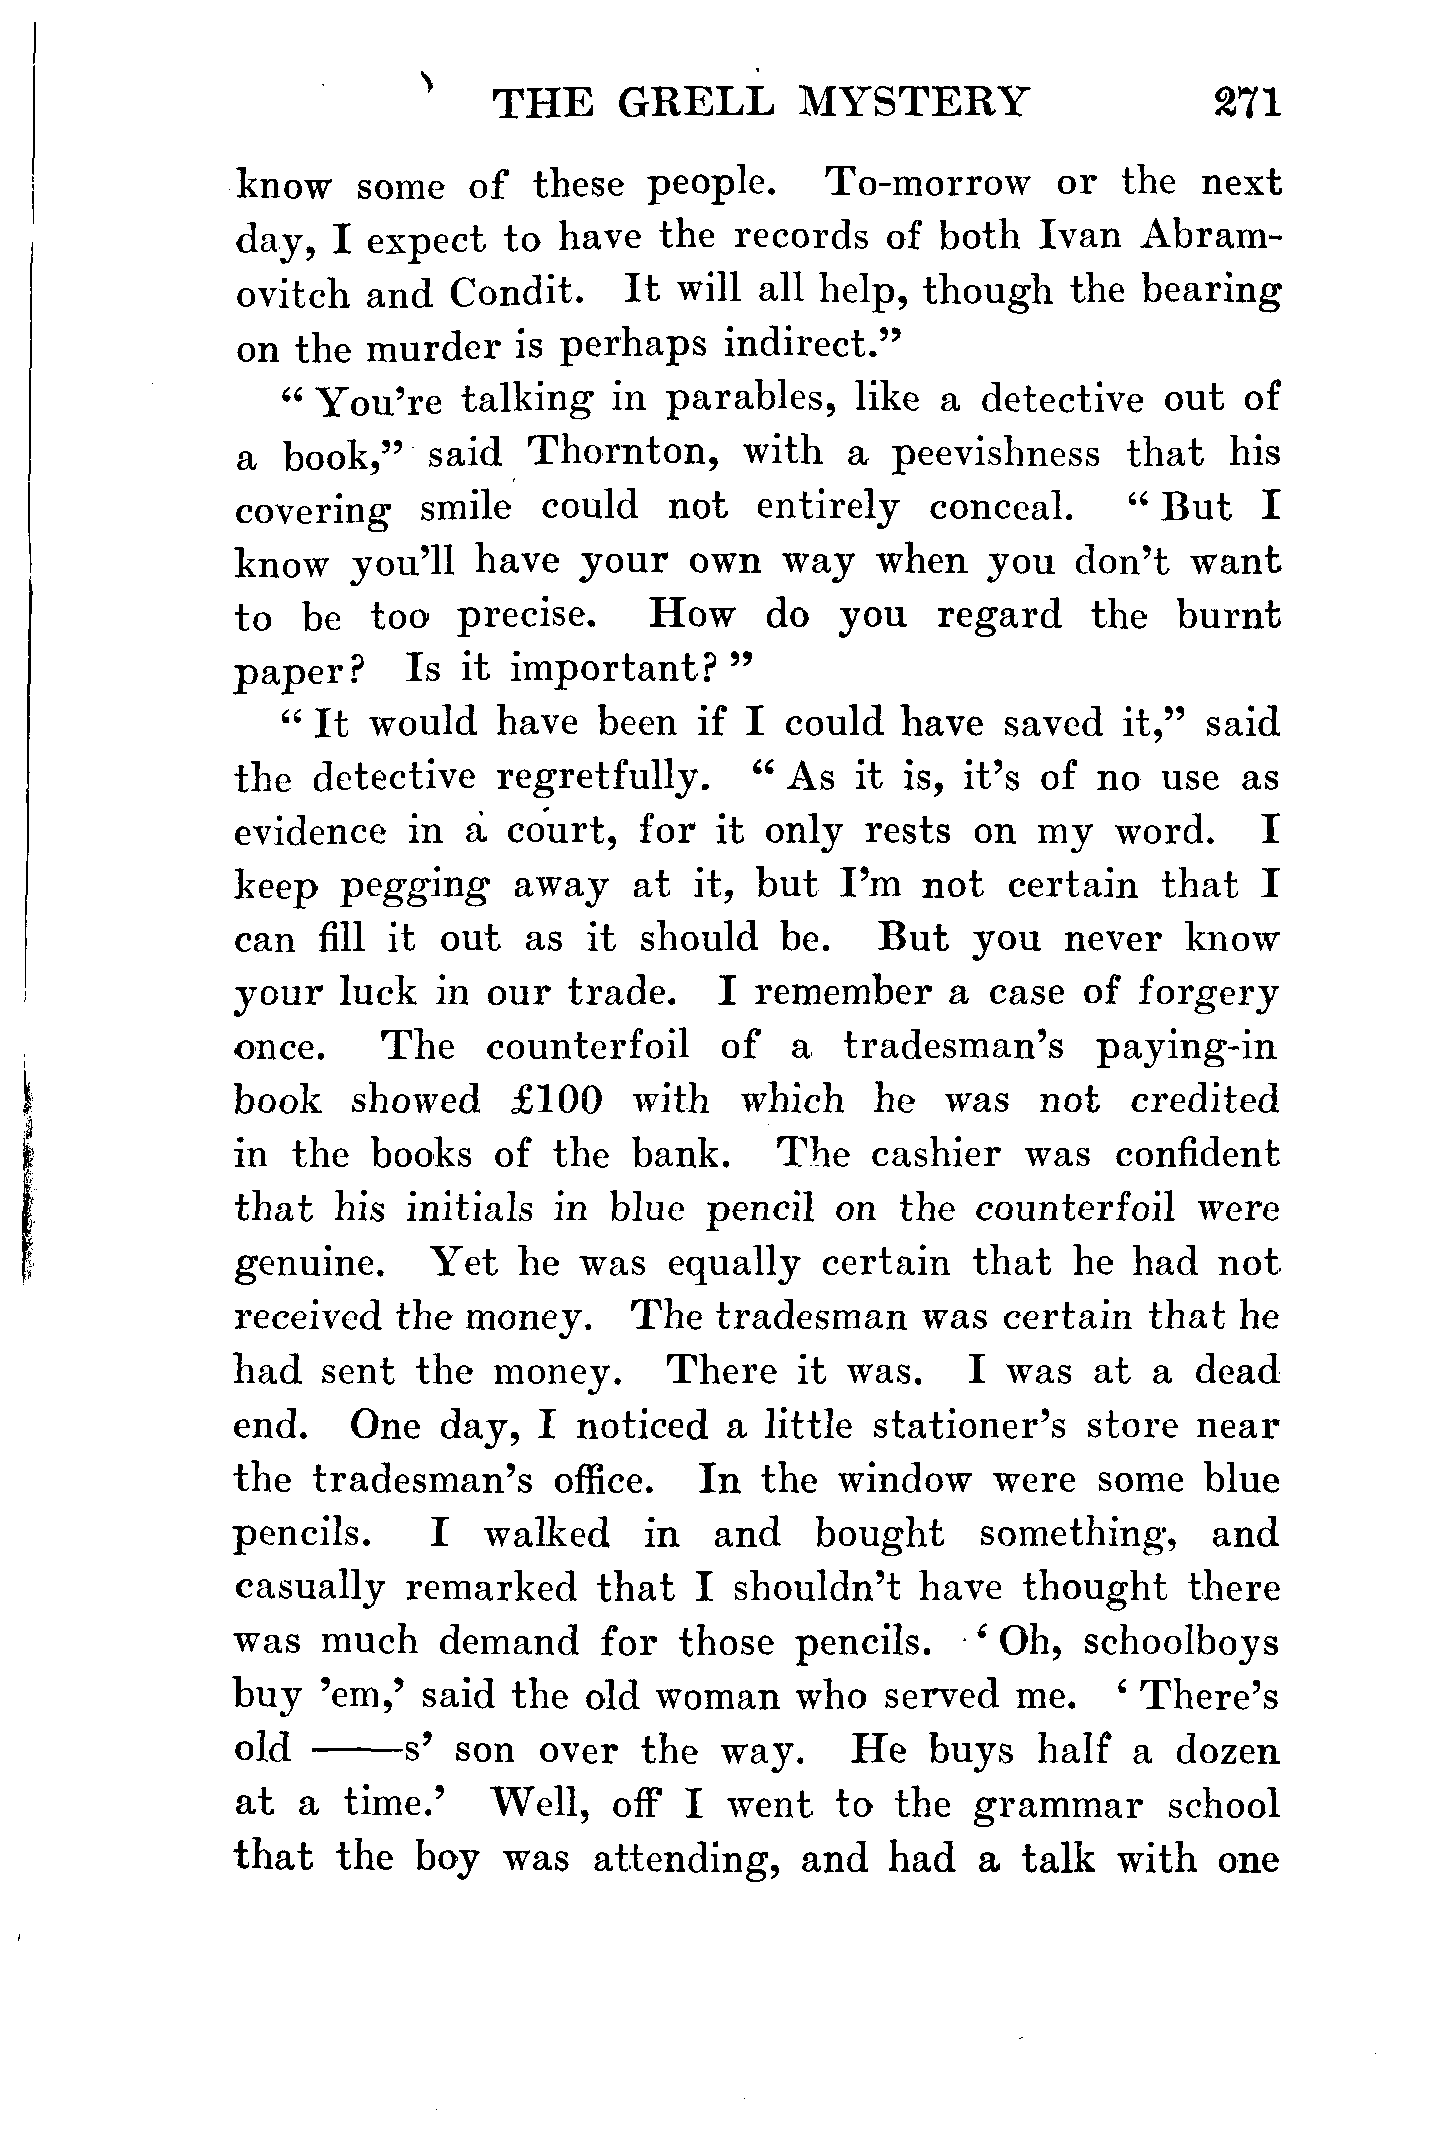 THE GRELL MYSTERY 271
know some of these people. To-morrow or the next
day, I expect to have the records of both Ivan Abram-
ovitch and Condit. It will all help, though the bearing
on the murder is perhaps indirect.”
“ You’re talking in parables, like a detective out of
a book,” said Thornton, with a peevishness that his
covering smile could not entirely conceal. “ But I
know you’ll have your own way when you don’t want
to be too precise. How do you regard the burnt
paper? Is it important? ”
“ It would have been if I could have saved it,” said
the detective regretfully. “ As it is, it’s of no use as
evidence in a court, for it only rests on my word. I
keep pegging away at it, but I’m not certain that I
can fill it out as it should be. But you never know
your luck in our trade. I remember a case of forgery
once. The counterfoil of a tradesman’s paying-in
book showed £100 with which he was not credited
in the books of the bank. The cashier was confident
that his initials in blue pencil on the counterfoil were
genuine. Yet he was equally certain that he had not
received the money. The tradesman was certain that he
had sent the money. There it was. I was at a dead
end. One day, I noticed a little stationer’s store near
the tradesman’s office. In the window were some blue
pencils. I walked in and bought something, and
casually remarked that I shouldn’t have thought there
was much demand for those pencils. ‘ Oh, schoolboys
buy ’em,’ said the old woman who served me. ‘ There’s
old ——s’ son over the way. He buys half a dozen
at a time.’ Well, off I went to the grammar school
that the boy was attending, and had a talk with one